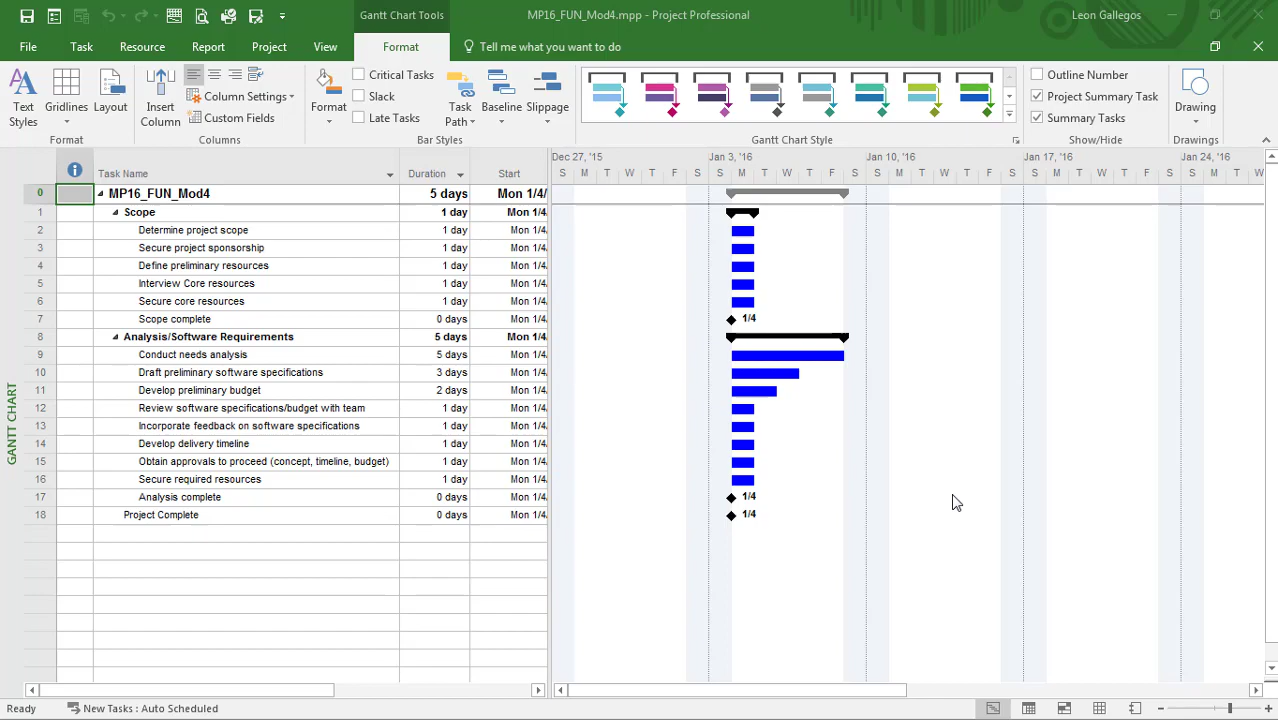 Gantt Chart Tools
MP16_FUN_Mod4.mpp - Project Professional
Leon Gallegos
File Task Resource Report Project View Format Tell me what you want to do
Text Styles
Gridlines
Layout
Format
Insert Column
Column Settings
Custom Fields
Columns
Format
Critical Tasks
Slack
Late Tasks
Task Path
Baseline
Slippage
Bar Styles
Gantt Chart Style
Outline Number
Project Summary Task
Summary Tasks
Show/Hide
Drawing
Drawings
Task Name Duration Start
Dec 27, '15 Jan 3, '16 Jan 10, '16 Jan 17, '16 Jan 24, '16
S M T W T F S S M T W T F S S M T W T F S S M T W T F S S M T W
0 MP16_FUN_Mod4 5 days Mon 1/4/
1 Scope 1 day Mon 1/4/
2 Determine project scope 1 day Mon 1/4/
3 Secure project sponsorship 1 day Mon 1/4/
4 Define preliminary resources 1 day Mon 1/4/
5 Interview Core resources 1 day Mon 1/4/
6 Secure core resources 1 day Mon 1/4/
7 Scope complete 0 days Mon 1/4/ 1/4
8 Analysis/Software Requirements 5 days Mon 1/4/
9 Conduct needs analysis 5 days Mon 1/4/
10 Draft preliminary software specifications 3 days Mon 1/4/
11 Develop preliminary budget 2 days Mon 1/4/
12 Review software specifications/budget with team 1 day Mon 1/4/
13 Incorporate feedback on software specifications 1 day Mon 1/4/
14 Develop delivery timeline 1 day Mon 1/4/
15 Obtain approvals to proceed (concept, timeline, budget) 1 day Mon 1/4/
16 Secure required resources 1 day Mon 1/4/
17 Analysis complete 0 days Mon 1/4/ 1/4
18 Project Complete 0 days Mon 1/4/ 1/4
GANTT CHART
Ready New Tasks : Auto Scheduled